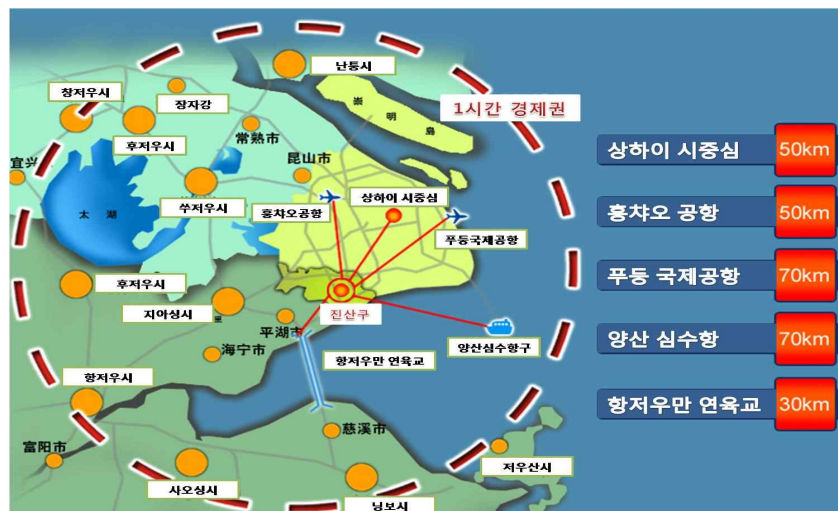 난통시
창저우시
장자강
崇
明
島
1시간 경제권
후저우시
常熟市
宜兴
昆山市
쑤저우시
상하이 시중심
太 湖
홍챠오공항
푸둥국제공항
후저우시
지아싱시
진산구
平湖市
海宁市
항저우만 연육교
양산심수항구
항저우시
慈溪市
富阳市
저우산시
사오싱시
닝보시
상하이 시중심 50km
홍챠오 공항 50km
푸둥 국제공항 70km
양산 심수항 70km
항저우만 연육교 30km